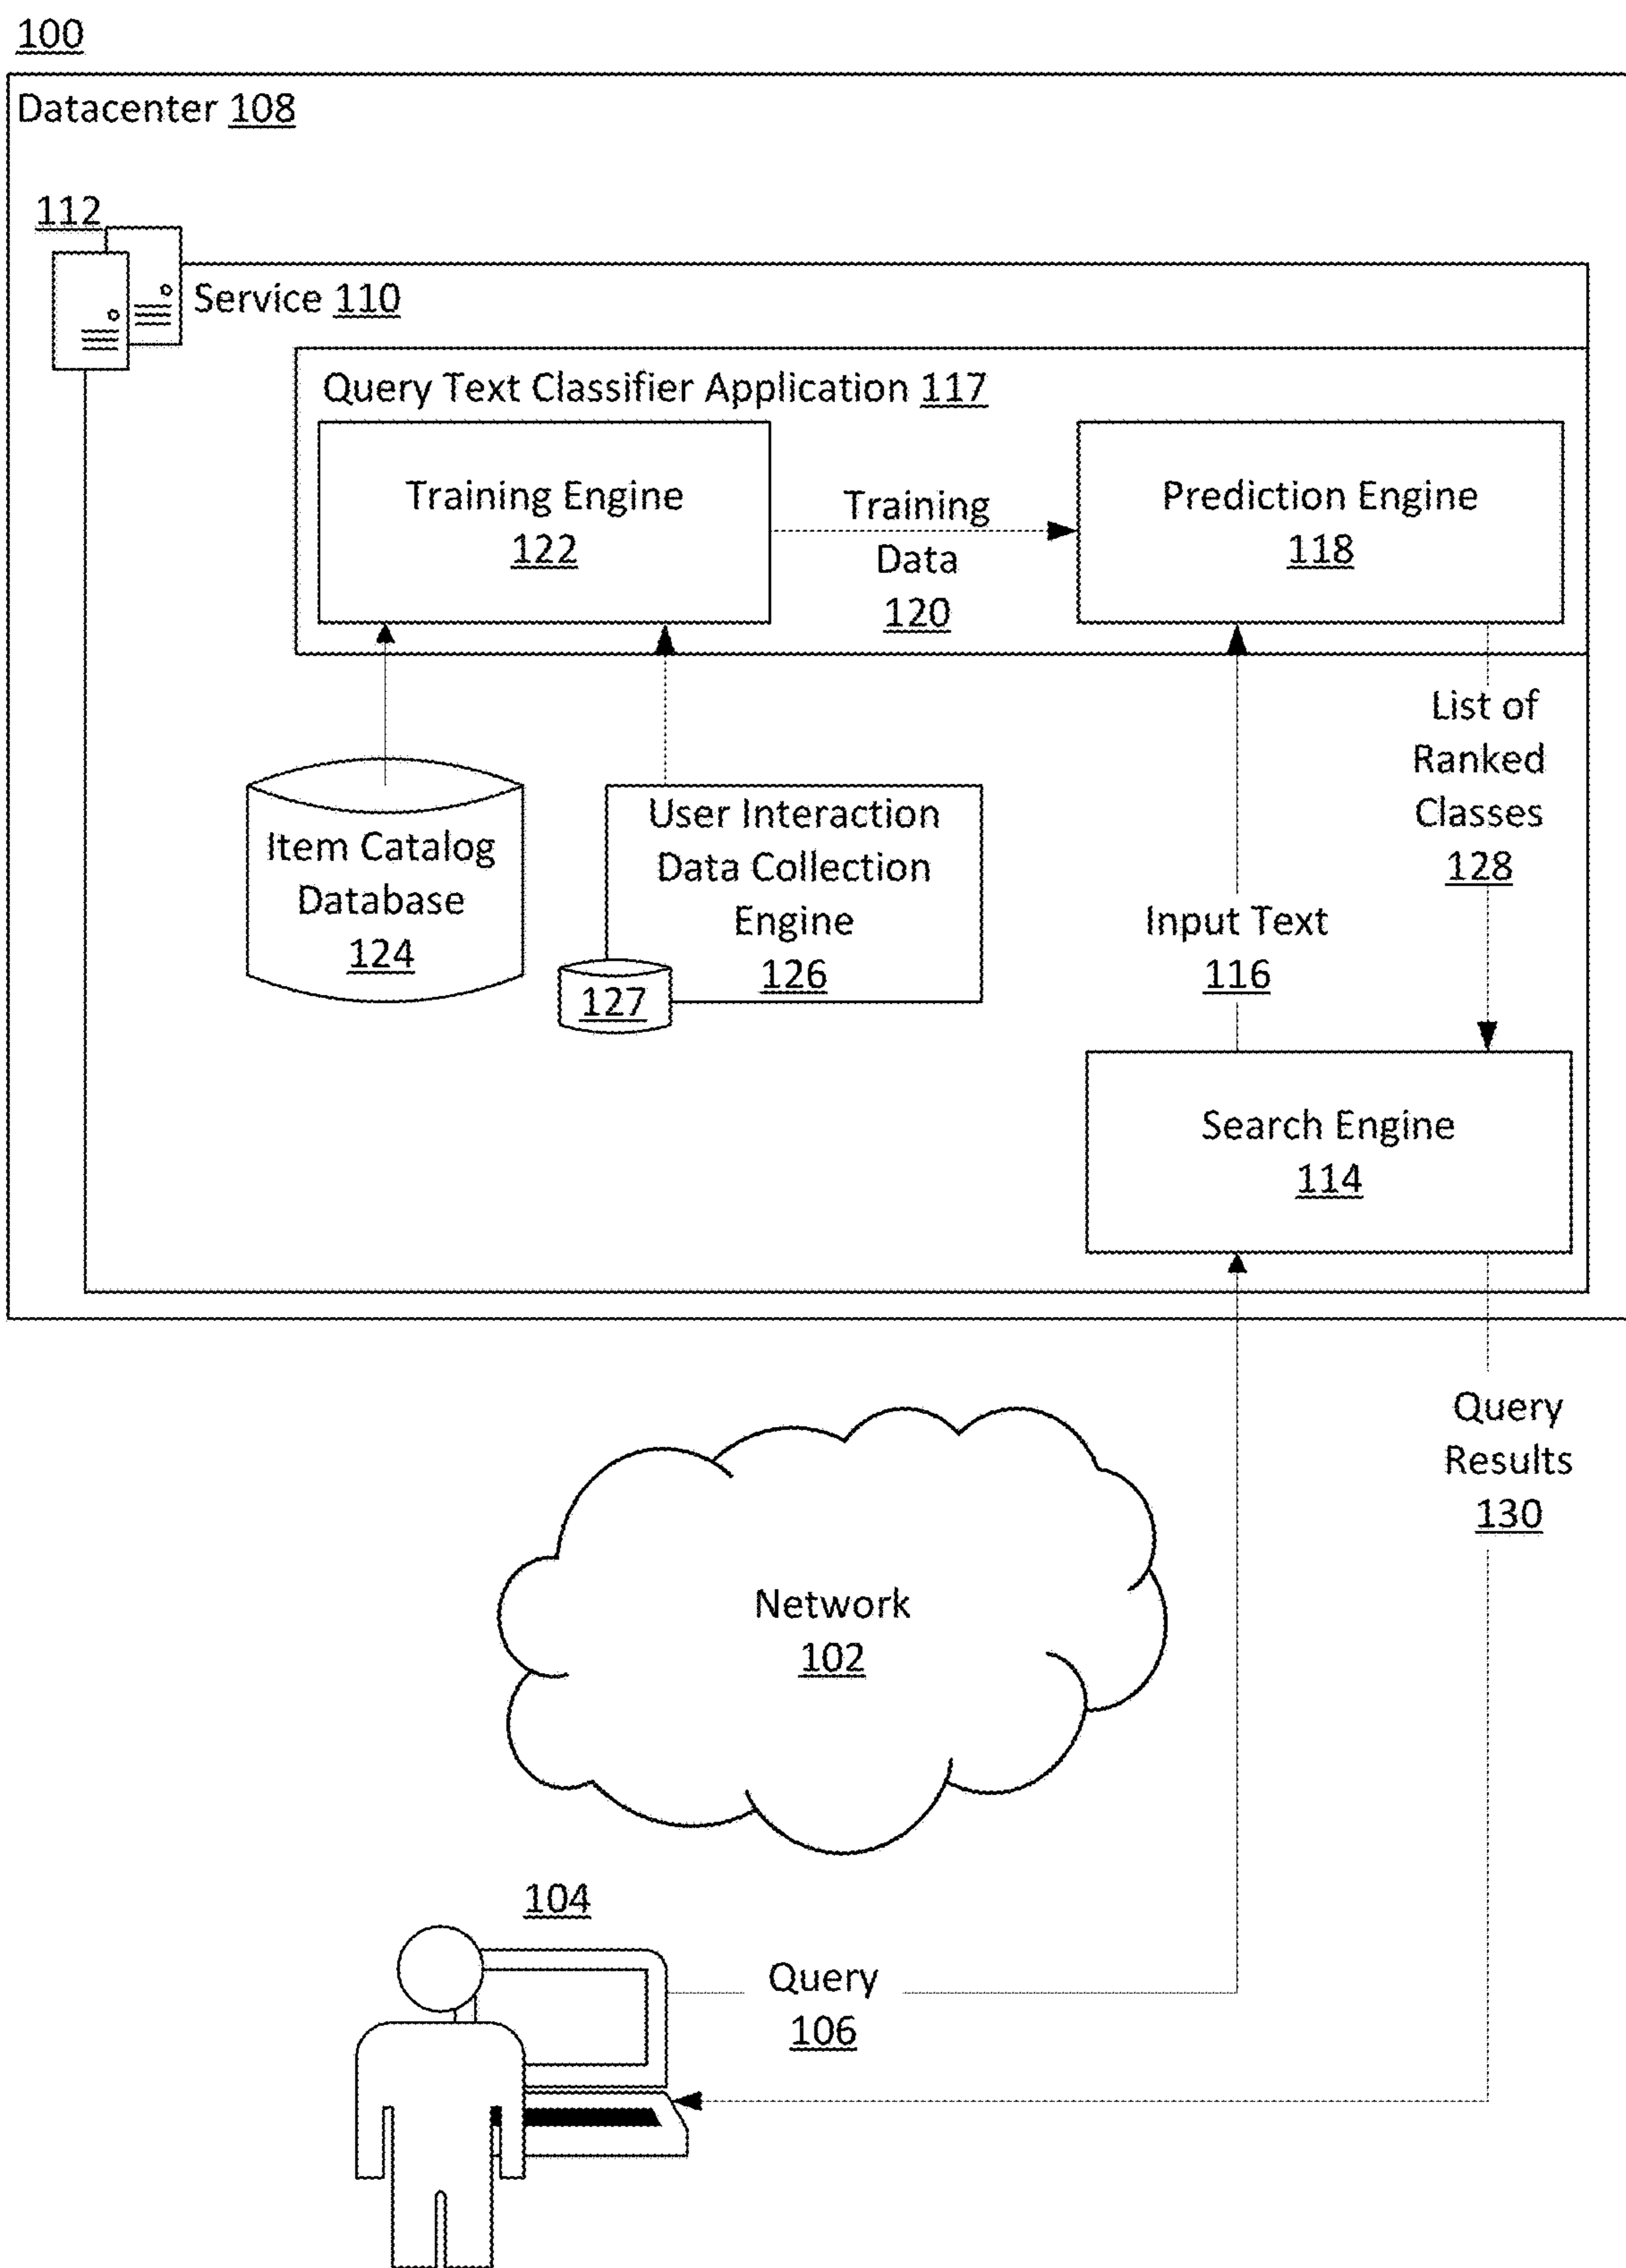 100
Datacenter 108
112
Service 110
Query Text Classifier Application 117
Training Engine
122
Training
Data
120
Prediction Engine
118
Item Catalog
Database
124
User Interaction
Data Collection
Engine
126
127
Input Text
116
List of
Ranked
Classes
128
Search Engine
114
Query
Results
130
Network
102
104
Query
106